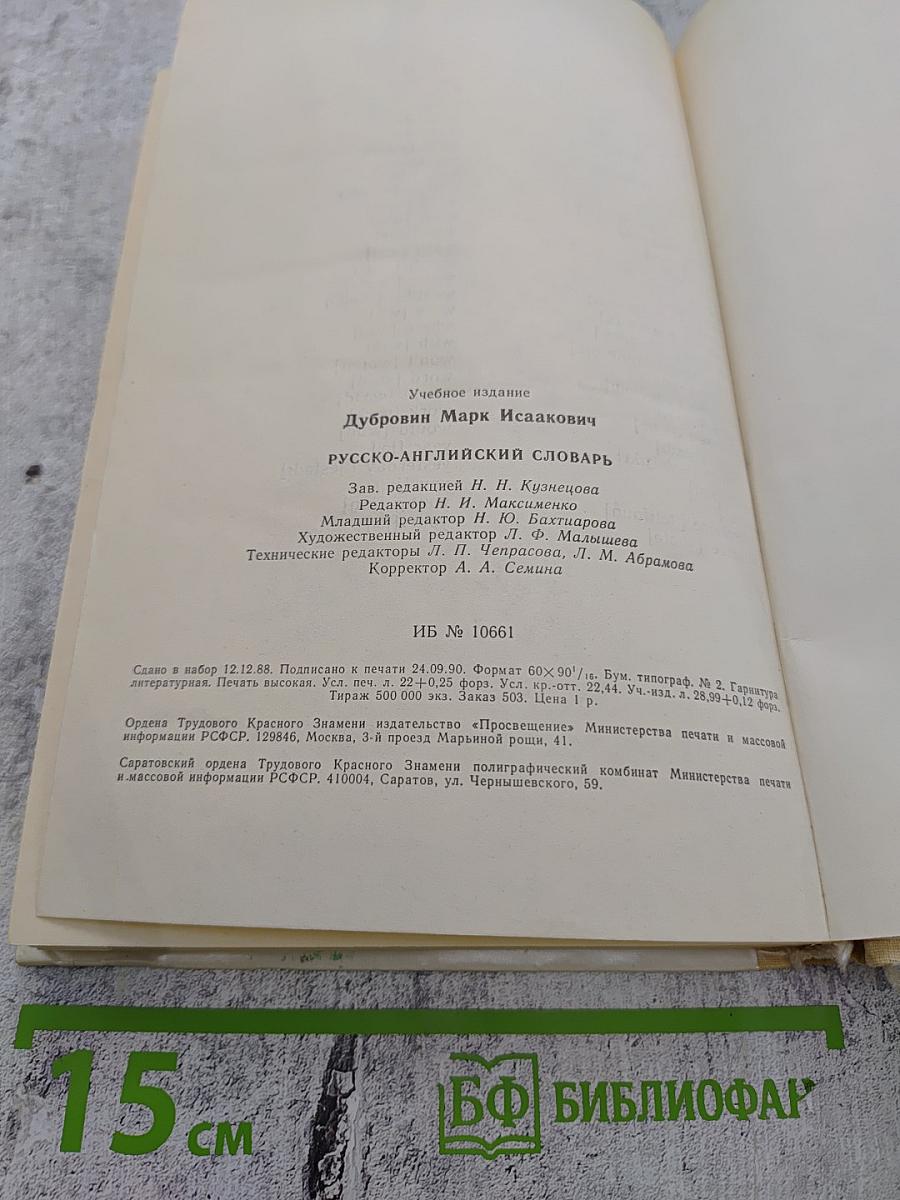 Учебное издание
Дубровин Марк Исаакович
РУССКО-АНГЛИЙСКИЙ СЛОВАРЬ
Зав. редакцией Н. Н. Кузнецова
Редактор Н. И. Максименко
Младший редактор Н. Ю. Бахтиарова
Художественный редактор Л. Ф. Малышева
Технические редакторы Л. П. Чепрасова, Л. М. Абрамова
Корректор А. А. Семина
ИБ № 10661
Сдано в набор 12.12.88. Подписано к печати 24.09.90. Формат 60×90¹/₁₆. Бум. типограф. № 2. Гарнитура
литературная. Печать высокая. Усл. печ. л. 22+0,25 форз. Усл. кр.-отт. 22,44. Уч.-изд. л. 28,99+0,12 форз.
Тираж 500 000 экз. Заказ 503. Цена 1 р.
Ордена Трудового Красного Знамени издательство «Просвещение» Министерства печати и массовой
информации РСФСР. 129846, Москва, 3-й проезд Марьиной рощи, 41.
Саратовский ордена Трудового Красного Знамени полиграфический комбинат Министерства печати
и массовой информации РСФСР. 410004, Саратов, ул. Чернышевского, 59.
15 см
БФ БИБЛИОФАН